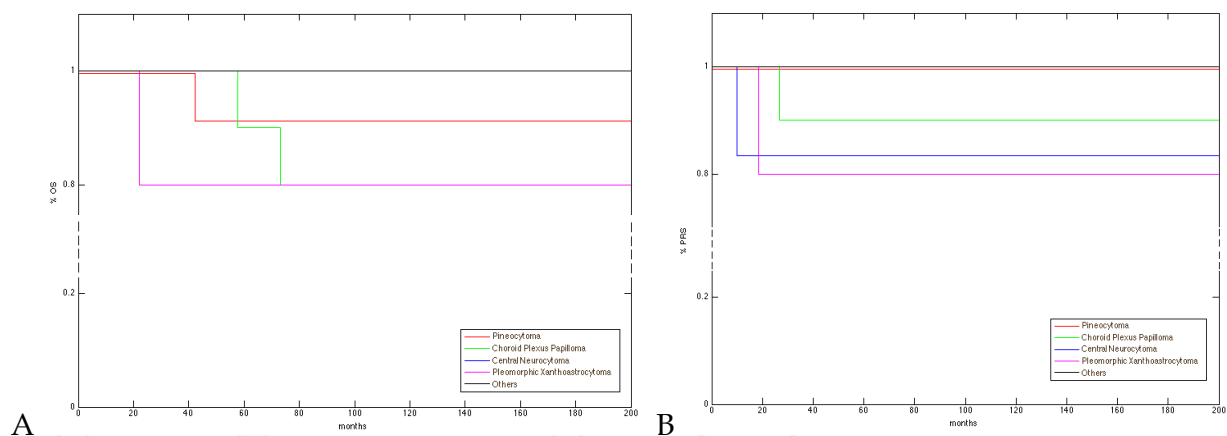 1
0.8
% OS
0.2
0
0 20 40 60 80 100 120 140 160 180 200
months
Pineocytoma
Choroid Plexus Papilloma
Central Neurocytoma
Pleomorphic Xanthoastrocytoma
Others
A
1
0.8
% PRS
0.2
0
0 20 40 60 80 100 120 140 160 180 200
months
Pineocytoma
Choroid Plexus Papilloma
Central Neurocytoma
Pleomorphic Xanthoastrocytoma
Others
B